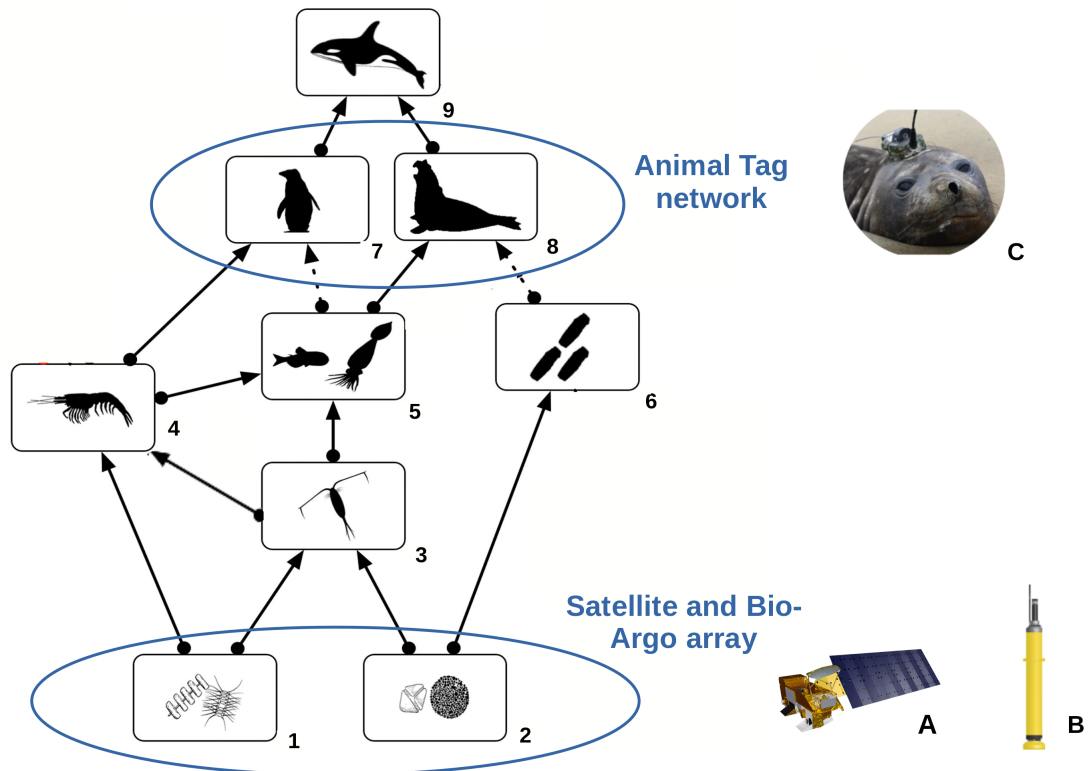 9
Animal Tag
network
7
8
C
4
5
6
3
Satellite and Bio-
Argo array
1
2
A
B